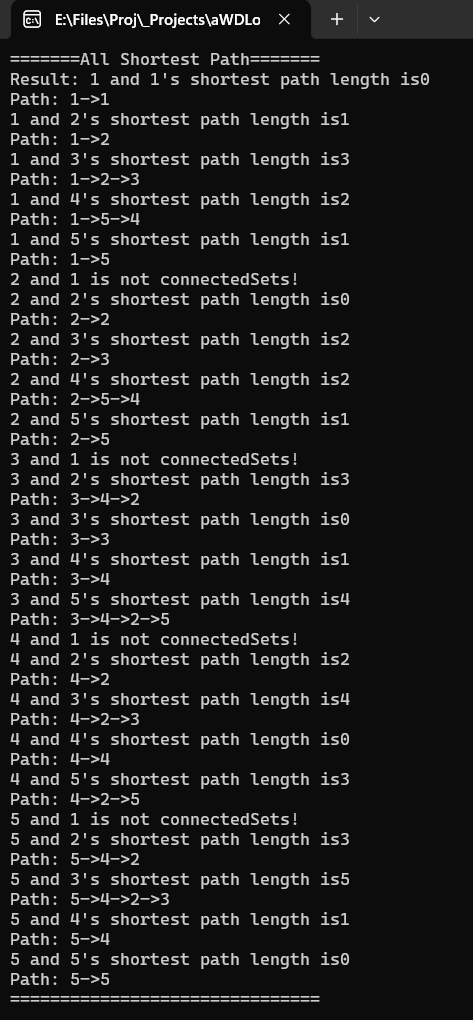 E:\Files\Proj\_Projects\aWDLo
=======All Shortest Path=======
Result: 1 and 1's shortest path length is0
Path: 1->1
1 and 2's shortest path length is1
Path: 1->2
1 and 3's shortest path length is3
Path: 1->2->3
1 and 4's shortest path length is2
Path: 1->5->4
1 and 5's shortest path length is1
Path: 1->5
2 and 1 is not connectedSets!
2 and 2's shortest path length is0
Path: 2->2
2 and 3's shortest path length is2
Path: 2->3
2 and 4's shortest path length is2
Path: 2->5->4
2 and 5's shortest path length is1
Path: 2->5
3 and 1 is not connectedSets!
3 and 2's shortest path length is3
Path: 3->4->2
3 and 3's shortest path length is0
Path: 3->3
3 and 4's shortest path length is1
Path: 3->4
3 and 5's shortest path length is4
Path: 3->4->2->5
4 and 1 is not connectedSets!
4 and 2's shortest path length is2
Path: 4->2
4 and 3's shortest path length is4
Path: 4->2->3
4 and 4's shortest path length is0
Path: 4->4
4 and 5's shortest path length is3
Path: 4->2->5
5 and 1 is not connectedSets!
5 and 2's shortest path length is3
Path: 5->4->2
5 and 3's shortest path length is5
Path: 5->4->2->3
5 and 4's shortest path length is1
Path: 5->4
5 and 5's shortest path length is0
Path: 5->5
===============================